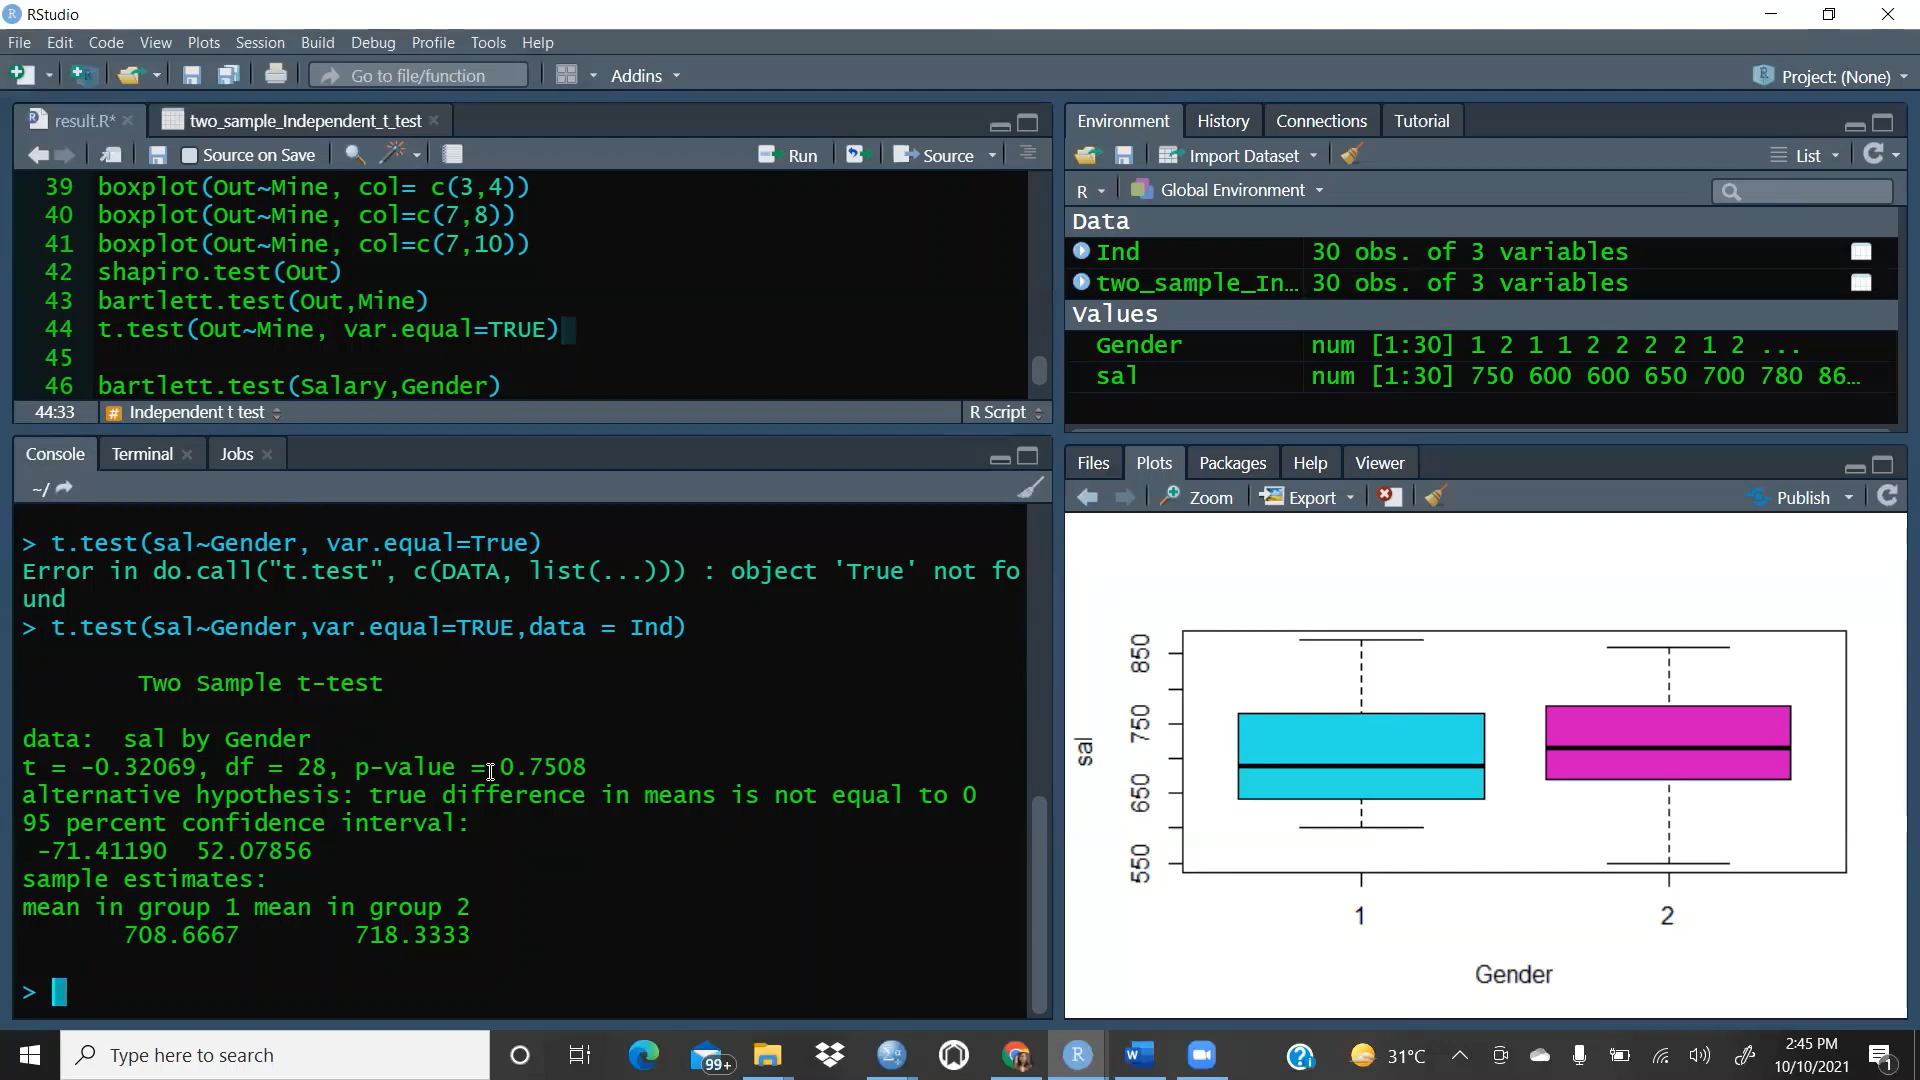 RStudio
File Edit Code View Plots Session Build Debug Profile Tools Help
Go to file/function
Addins
Project: (None)
result.R*
two_sample_Independent_t_test
Source on Save
Run
Source
39 boxplot(Out~Mine, col= c(3,4))
40 boxplot(Out~Mine, col=c(7,8))
41 boxplot(Out~Mine, col=c(7,10))
42 shapiro.test(Out)
43 bartlett.test(Out,Mine)
44 t.test(Out~Mine, var.equal=TRUE)
45
46 bartlett.test(Salary,Gender)
44:33 # Independent t test R Script
Console Terminal Jobs
~/
> t.test(sal~Gender, var.equal=True)
Error in do.call("t.test", c(DATA, list(...))) : object 'True' not fo
und
> t.test(sal~Gender,var.equal=TRUE,data = Ind)
Two Sample t-test
data: sal by Gender
t = -0.32069, df = 28, p-value = 0.7508
alternative hypothesis: true difference in means is not equal to 0
95 percent confidence interval:
-71.41190 52.07856
sample estimates:
mean in group 1 mean in group 2
708.6667 718.3333
>
Environment History Connections Tutorial
Import Dataset
List
R Global Environment
Data
Ind 30 obs. of 3 variables
two_sample_In... 30 obs. of 3 variables
Values
Gender num [1:30] 1 2 1 1 2 2 2 2 1 2 ...
sal num [1:30] 750 600 600 650 700 780 86...
Files Plots Packages Help Viewer
Zoom Export Publish
850
750
650
550
sal
1 2
Gender
Type here to search
99+
31°C
2:45 PM
10/10/2021
1